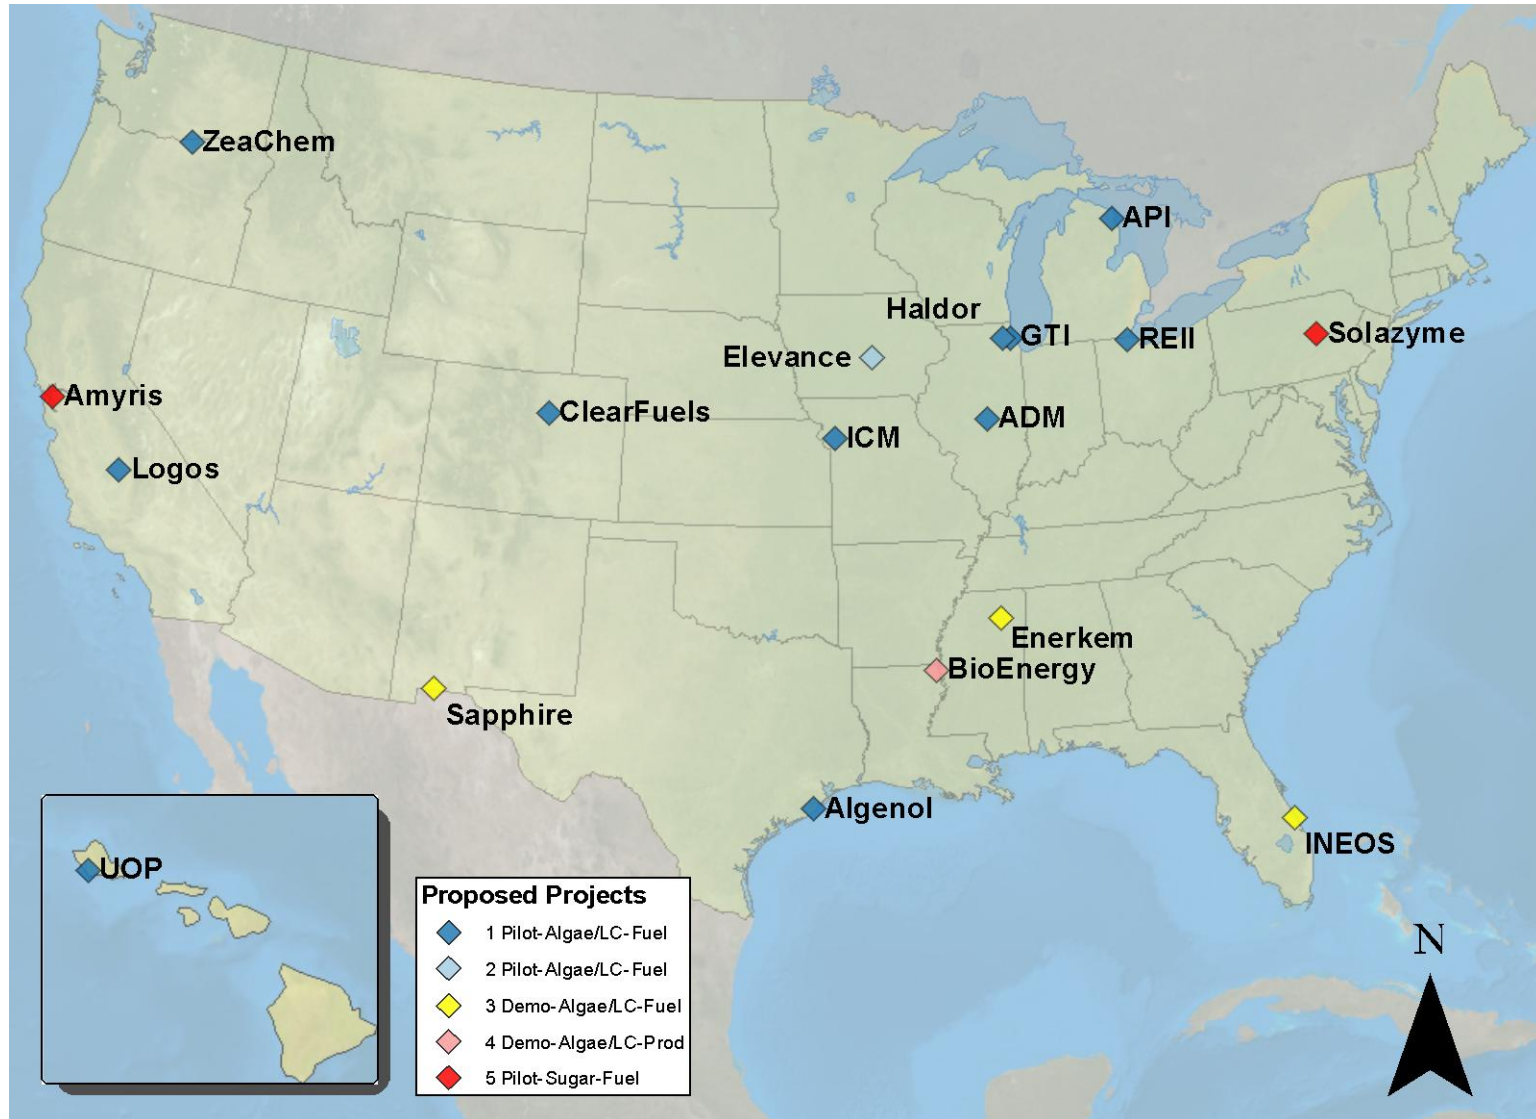 ZeaChem
API
Haldor
GTI
REII
Solazyme
Elevance
Amyris
ClearFuels
ADM
ICM
Logos
Enerkem
BioEnergy
Sapphire
Algenol
INEOS
UOP
Proposed Projects
1 Pilot-Algae/LC-Fuel
2 Pilot-Algae/LC-Fuel
3 Demo-Algae/LC-Fuel
4 Demo-Algae/LC-Prod
5 Pilot-Sugar-Fuel
N